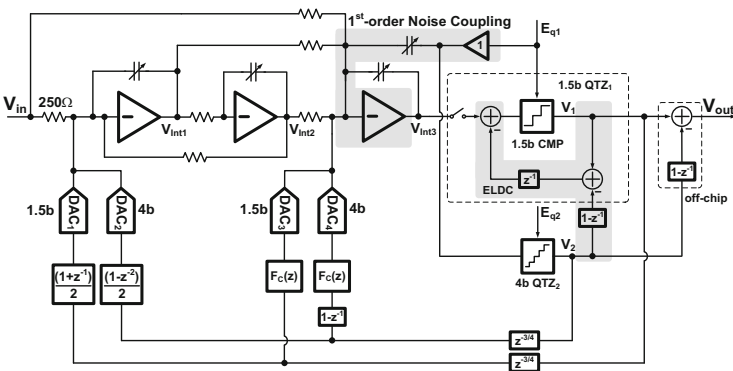 1st-order Noise Coupling
Eq1
1
1.5b QTZ1
Vin
250Ω
VInt1
VInt2
VInt3
V1
Vout
1.5b CMP
z-1
ELDC
1-z-1
off-chip
1-z-1
1.5b
DAC1
DAC2
4b
1.5b
DAC3
DAC4
4b
Eq2
V2
4b QTZ2
(1+z-1)
2
(1-z-2)
2
FC(z)
FC(z)
1-z-1
z-3/4
z-3/4